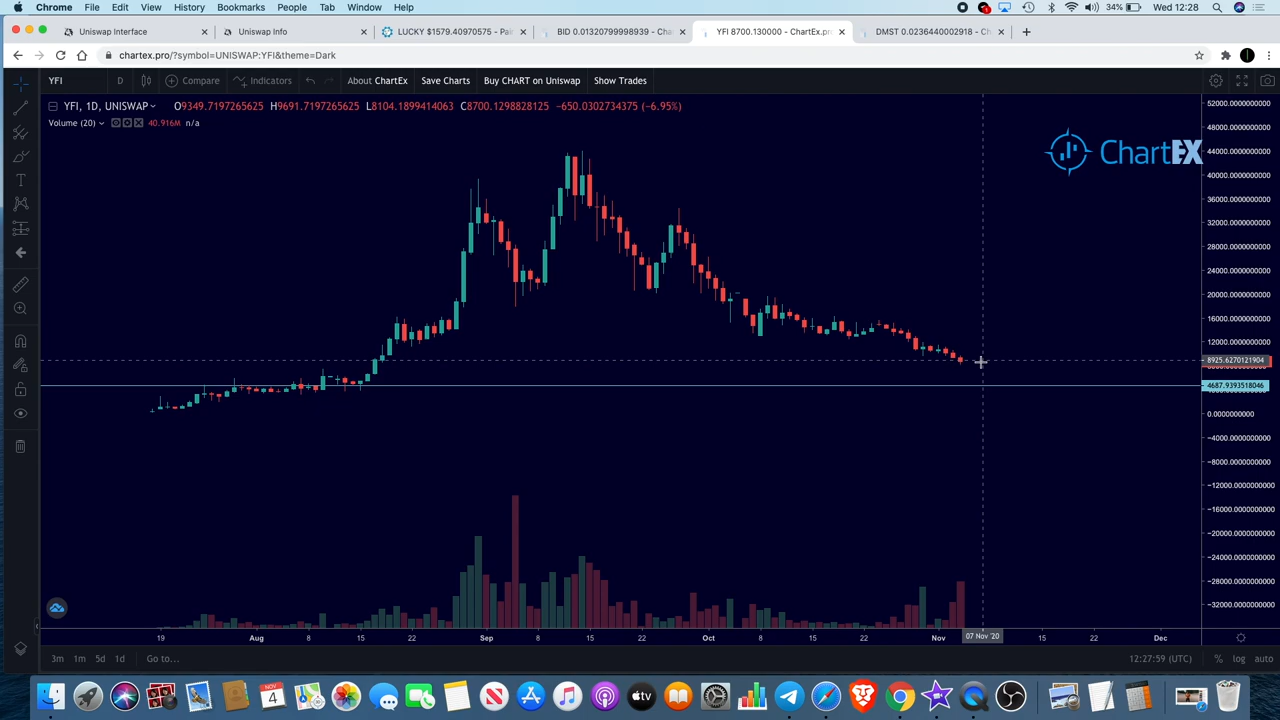 Chrome File Edit View History Bookmarks People Tab Window Help 34% Wed 12:28
Uniswap Interface Uniswap Info LUCKY $1579.40970575 - BID 0.01320799998939 - YFI 8700.130000 - ChartEx.pro DMST 0.0236440002918 -
chartex.pro/?symbol=UNISWAP:YFI&theme=Dark
YFI D Compare Indicators About ChartEx Save Charts Buy CHART on Uniswap Show Trades
YFI, 1D, UNISWAP O9349.7197265625 H9691.7197265625 L8104.1899414063 C8700.1298828125 −650.0302734375 (−6.95%)
Volume (20) 40.916M n/a
ChartEX
52000.0000000000
48000.0000000000
44000.0000000000
40000.0000000000
36000.0000000000
32000.0000000000
28000.0000000000
24000.0000000000
20000.0000000000
16000.0000000000
12000.0000000000
8925.6270121904
4687.9393518046
0.0000000000
−4000.0000000000
−8000.0000000000
−12000.0000000000
−16000.0000000000
−20000.0000000000
−24000.0000000000
−28000.0000000000
−32000.0000000000
19 Aug 8 15 22 Sep 8 15 22 Oct 8 15 22 Nov 07 Nov '20 15 22 Dec
3m 1m 5d 1d Go to... 12:27:59 (UTC) % log auto
NOV
4
tv